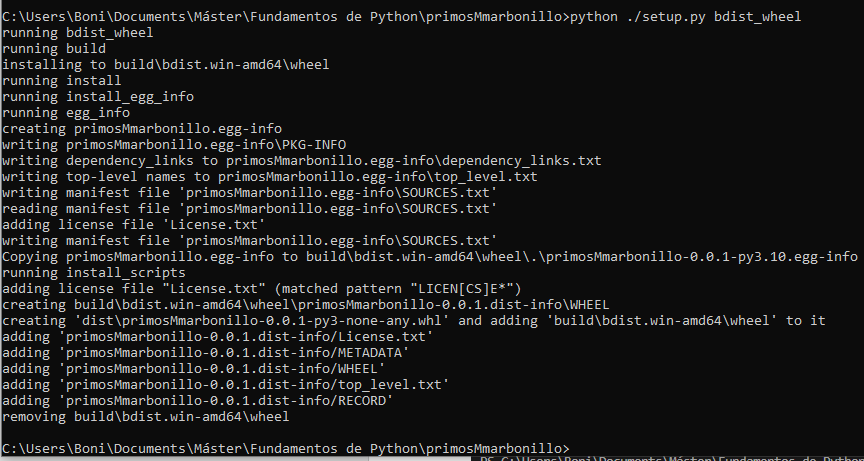 C:\Users\Boni\Documents\Máster\Fundamentos de Python\primosMmarbonillo>python ./setup.py bdist_wheel
running bdist_wheel
running build
installing to build\bdist.win-amd64\wheel
running install
running install_egg_info
running egg_info
creating primosMmarbonillo.egg-info
writing primosMmarbonillo.egg-info\PKG-INFO
writing dependency_links to primosMmarbonillo.egg-info\dependency_links.txt
writing top-level names to primosMmarbonillo.egg-info\top_level.txt
writing manifest file 'primosMmarbonillo.egg-info\SOURCES.txt'
reading manifest file 'primosMmarbonillo.egg-info\SOURCES.txt'
adding license file 'License.txt'
writing manifest file 'primosMmarbonillo.egg-info\SOURCES.txt'
Copying primosMmarbonillo.egg-info to build\bdist.win-amd64\wheel\.\primosMmarbonillo-0.0.1-py3.10.egg-info
running install_scripts
adding license file "License.txt" (matched pattern "LICEN[CS]E*")
creating build\bdist.win-amd64\wheel\primosMmarbonillo-0.0.1.dist-info\WHEEL
creating 'dist\primosMmarbonillo-0.0.1-py3-none-any.whl' and adding 'build\bdist.win-amd64\wheel' to it
adding 'primosMmarbonillo-0.0.1.dist-info/License.txt'
adding 'primosMmarbonillo-0.0.1.dist-info/METADATA'
adding 'primosMmarbonillo-0.0.1.dist-info/WHEEL'
adding 'primosMmarbonillo-0.0.1.dist-info/top_level.txt'
adding 'primosMmarbonillo-0.0.1.dist-info/RECORD'
removing build\bdist.win-amd64\wheel
C:\Users\Boni\Documents\Máster\Fundamentos de Python\primosMmarbonillo>